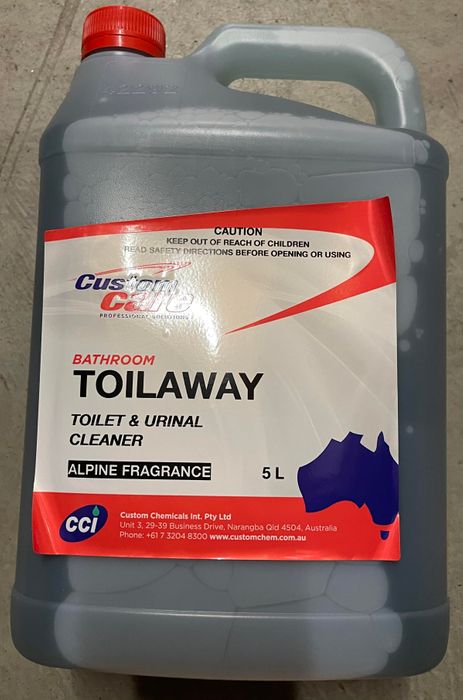 CAUTION
KEEP OUT OF REACH OF CHILDREN
READ SAFETY DIRECTIONS BEFORE OPENING OR USING
Custom
care
PROFESSIONAL SOLUTIONS
BATHROOM
TOILAWAY
TOILET & URINAL
CLEANER
ALPINE FRAGRANCE 5 L
CCI
Custom Chemicals Int. Pty Ltd
Unit 3, 29-39 Business Drive, Narangba Qld 4504, Australia
Phone: +61 7 3204 8300 www.customchem.com.au